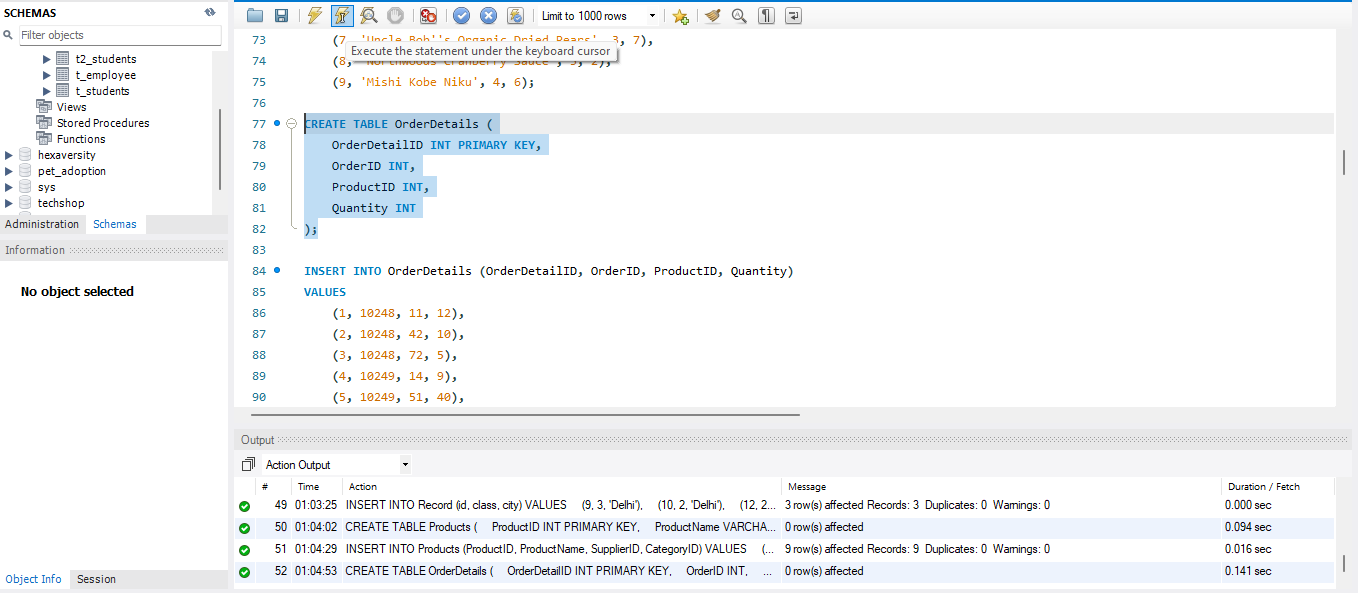 SCHEMAS
Filter objects
t2_students
t_employee
t_students
Views
Stored Procedures
Functions
hexaversity
pet_adoption
sys
techshop
Administration Schemas
Information
No object selected
Object Info Session
Limit to 1000 rows
Execute the statement under the keyboard cursor
73 (7, 'Uncle Bob''s Organic Dried Pears', 3, 7),
74 (8, 'Northwoods Cranberry Sauce', 3, 2),
75 (9, 'Mishi Kobe Niku', 4, 6);
76
77 CREATE TABLE OrderDetails (
78 OrderDetailID INT PRIMARY KEY,
79 OrderID INT,
80 ProductID INT,
81 Quantity INT
82 );
83
84 INSERT INTO OrderDetails (OrderDetailID, OrderID, ProductID, Quantity)
85 VALUES
86 (1, 10248, 11, 12),
87 (2, 10248, 42, 10),
88 (3, 10248, 72, 5),
89 (4, 10249, 14, 9),
90 (5, 10249, 51, 40),
Output
Action Output
# Time Action Message Duration / Fetch
49 01:03:25 INSERT INTO Record (id, class, city) VALUES (9, 3, 'Delhi'), (10, 2, 'Delhi'), (12, 2... 3 row(s) affected Records: 3 Duplicates: 0 Warnings: 0 0.000 sec
50 01:04:02 CREATE TABLE Products ( ProductID INT PRIMARY KEY, ProductName VARCHA... 0 row(s) affected 0.094 sec
51 01:04:29 INSERT INTO Products (ProductID, ProductName, SupplierID, CategoryID) VALUES (... 9 row(s) affected Records: 9 Duplicates: 0 Warnings: 0 0.016 sec
52 01:04:53 CREATE TABLE OrderDetails ( OrderDetailID INT PRIMARY KEY, OrderID INT, ... 0 row(s) affected 0.141 sec